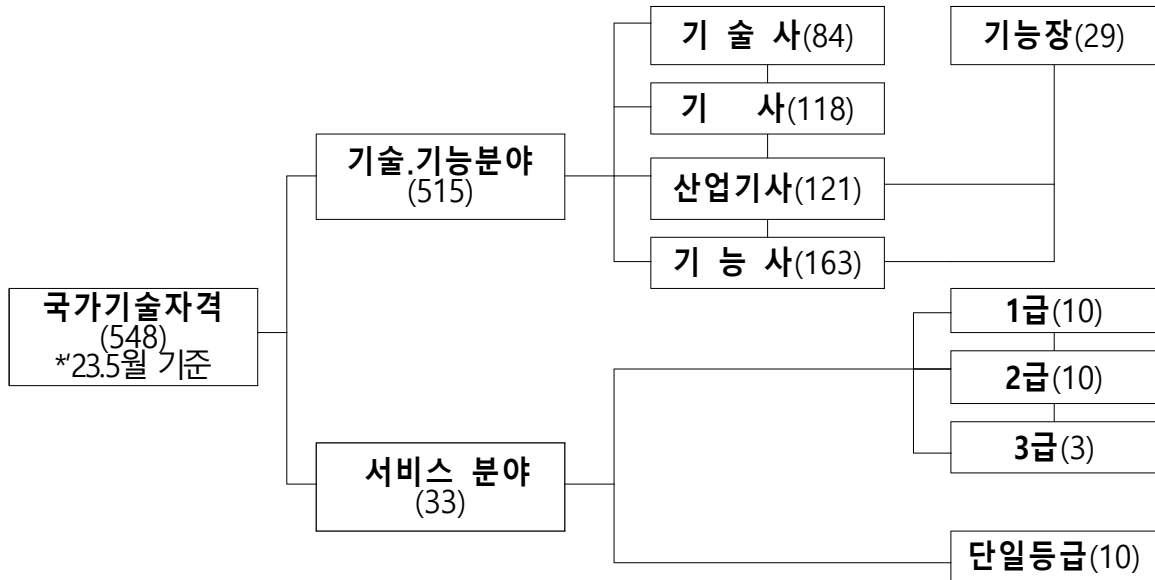 기 술 사(84)
기능장(29)
기 사(118)
기술.기능분야
(515)
산업기사(121)
기 능 사(163)
국가기술자격
(548)
*'23.5월 기준
1급(10)
2급(10)
3급(3)
서비스 분야
(33)
단일등급(10)